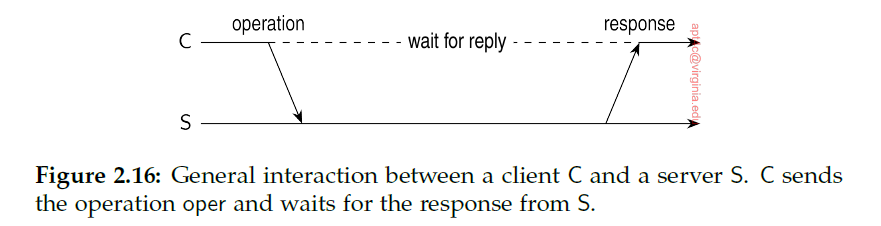 operation
response
C
wait for reply
S
Figure 2.16: General interaction between a client C and a server S. C sends
the operation oper and waits for the response from S.